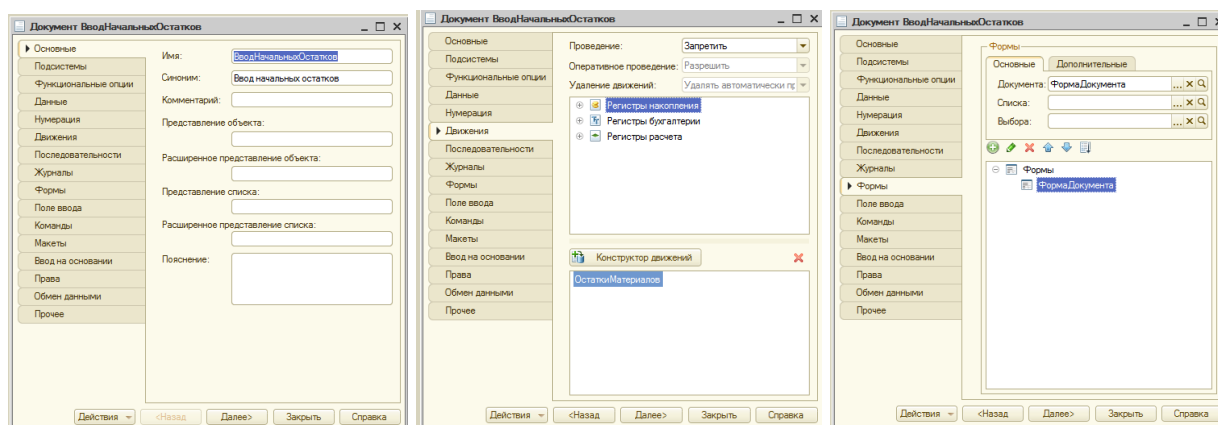 Документ ВводНачальныхОстатков
Основные
Подсистемы
Функциональные опции
Данные
Нумерация
Движения
Последовательности
Журналы
Формы
Поле ввода
Команды
Макеты
Ввод на основании
Права
Обмен данными
Прочее
Имя: ВводНачальныхОстатков
Синоним: Ввод начальных остатков
Комментарий:
Представление объекта:
Расширенное представление объекта:
Представление списка:
Расширенное представление списка:
Пояснение:
Действия <Назад Далее> Закрыть Справка
Документ ВводНачальныхОстатков
Основные
Подсистемы
Функциональные опции
Данные
Нумерация
Движения
Последовательности
Журналы
Формы
Поле ввода
Команды
Макеты
Ввод на основании
Права
Обмен данными
Прочее
Проведение: Запретить
Оперативное проведение: Разрешить
Удаление движений: Удалять автоматически
Регистры накопления
Регистры бухгалтерии
Регистры расчета
Конструктор движений
ОстаткиМатериалов
Действия <Назад Далее> Закрыть Справка
Документ ВводНачальныхОстатков
Основные
Подсистемы
Функциональные опции
Данные
Нумерация
Движения
Последовательности
Журналы
Формы
Поле ввода
Команды
Макеты
Ввод на основании
Права
Обмен данными
Прочее
Формы
Основные Дополнительные
Документа: ФормаДокумента ...
Списка: ...
Выбора: ...
Формы
ФормаДокумента
Действия <Назад Далее> Закрыть Справка